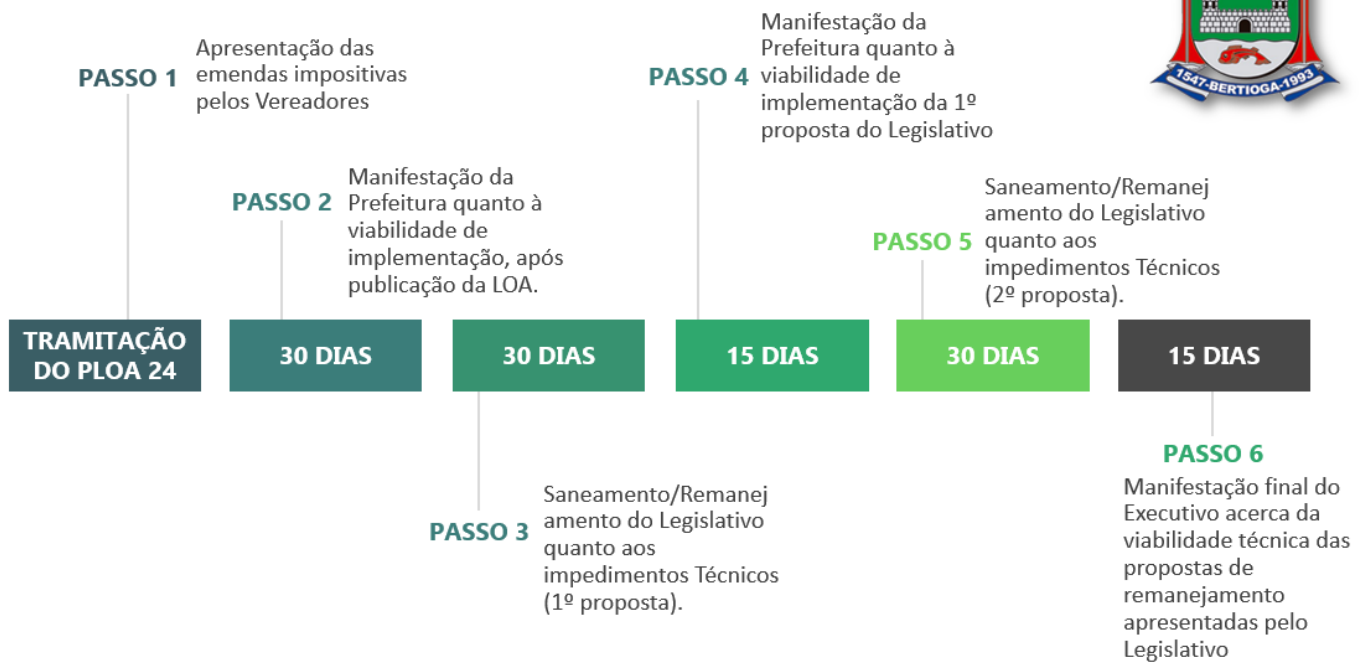 PASSO 1
Apresentação das
emendas impositivas
pelos Vereadores
PASSO 2
Manifestação da
Prefeitura quanto à
viabilidade de
implementação, após
publicação da LOA.
PASSO 4
Manifestação da
Prefeitura quanto à
viabilidade de
implementação da 1º
proposta do Legislativo
1547-BERTIOGA-1993
PASSO 5
Saneamento/Remanej
amento do Legislativo
quanto aos
impedimentos Técnicos
(2º proposta).
TRAMITAÇÃO
DO PLOA 24
30 DIAS
30 DIAS
15 DIAS
30 DIAS
15 DIAS
PASSO 3
Saneamento/Remanej
amento do Legislativo
quanto aos
impedimentos Técnicos
(1º proposta).
PASSO 6
Manifestação final do
Executivo acerca da
viabilidade técnica das
propostas de
remanejamento
apresentadas pelo
Legislativo